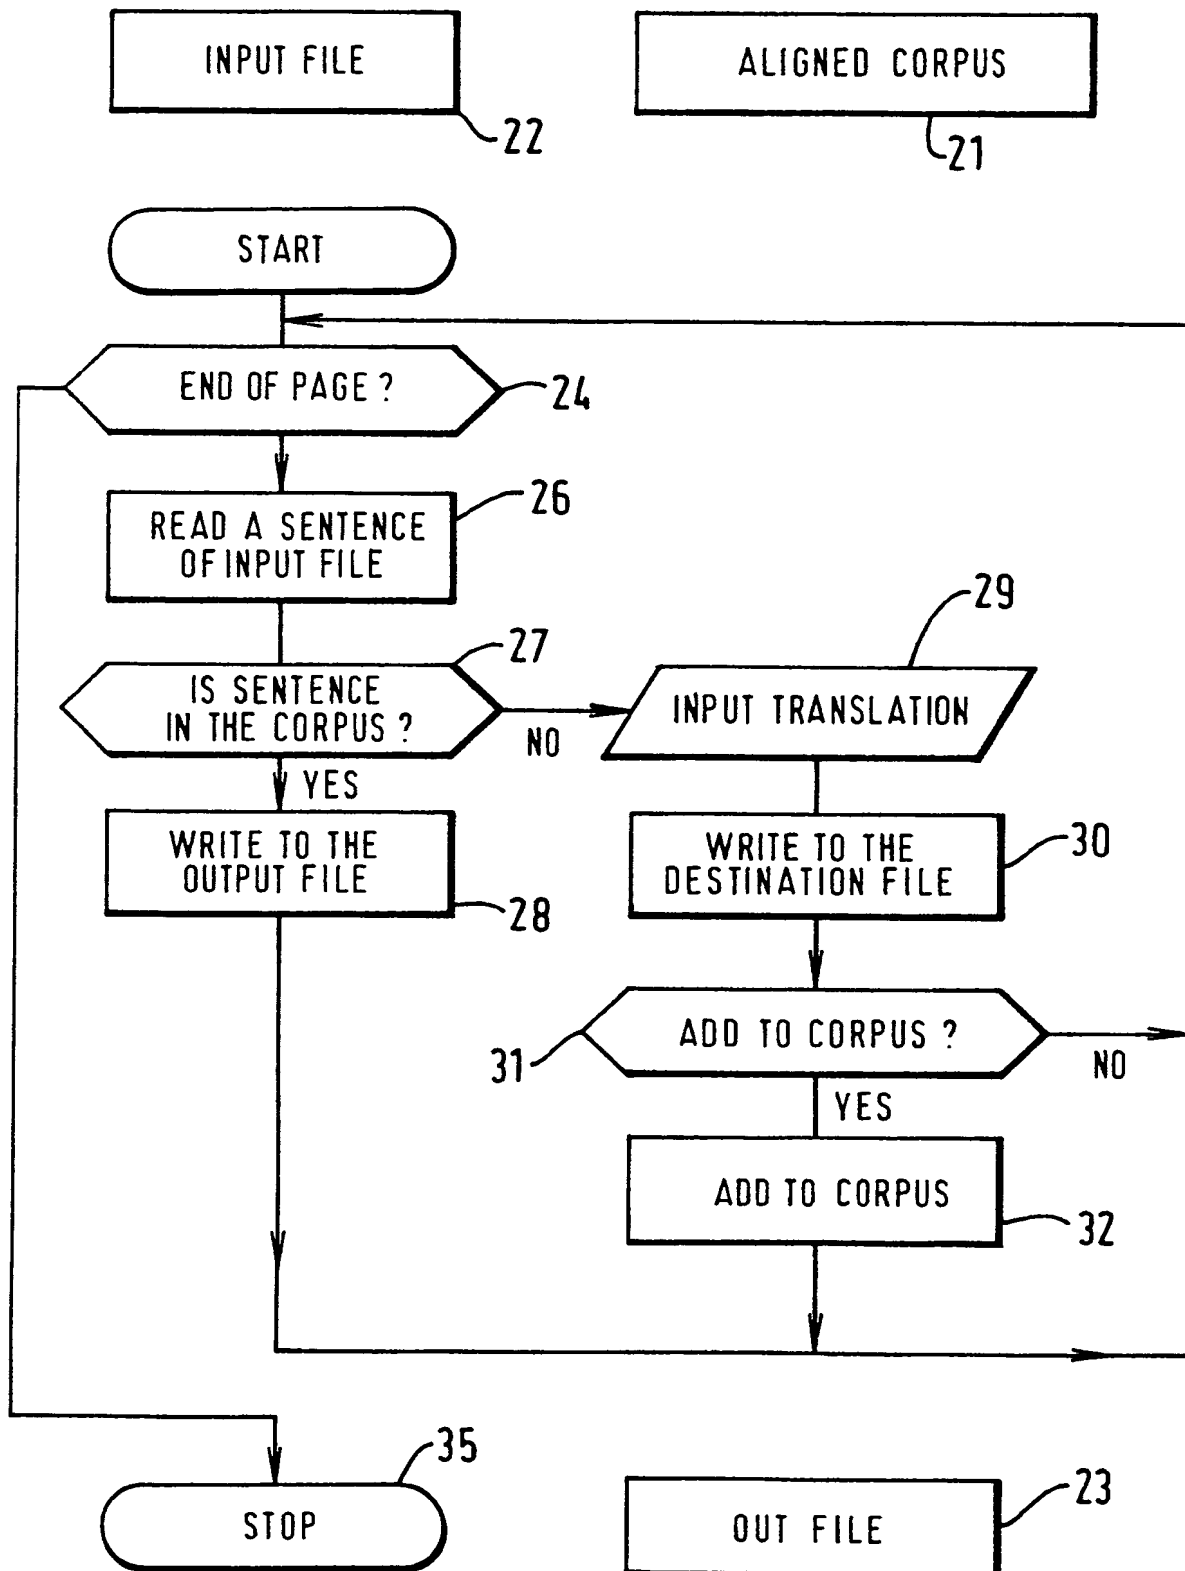 INPUT FILE
22
ALIGNED CORPUS
21
START
END OF PAGE ?
24
READ A SENTENCE
OF INPUT FILE
26
IS SENTENCE
IN THE CORPUS ?
27
NO
YES
INPUT TRANSLATION
29
WRITE TO THE
OUTPUT FILE
28
WRITE TO THE
DESTINATION FILE
30
ADD TO CORPUS ?
31
NO
YES
ADD TO CORPUS
32
STOP
35
OUT FILE
23